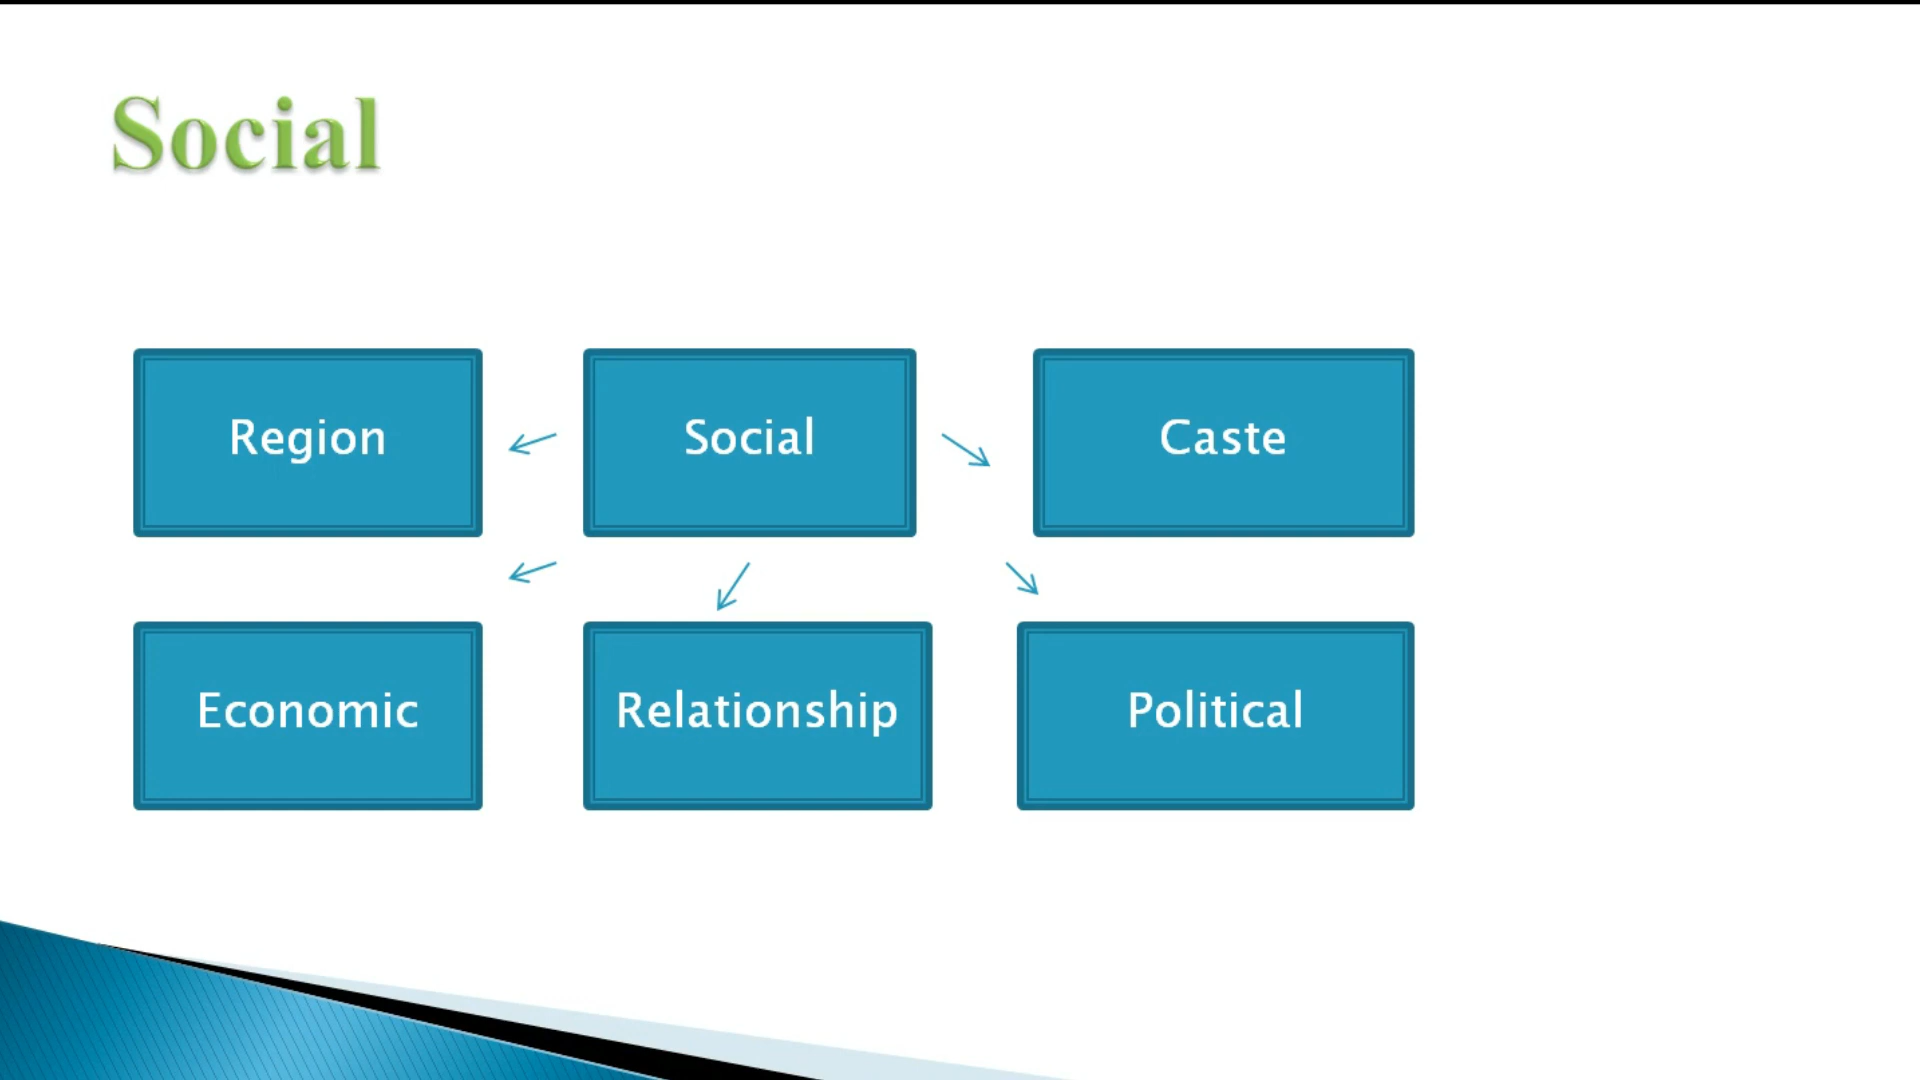 Social
Region
Social
Caste
Economic
Relationship
Political